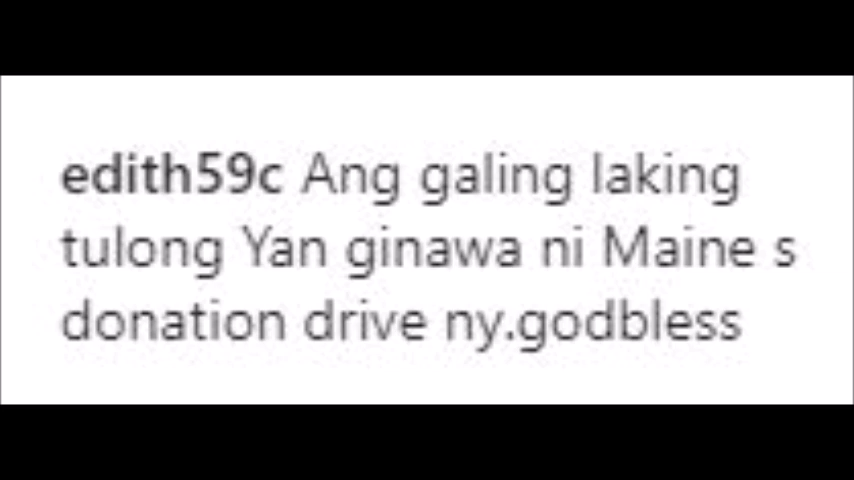 edith59c Ang galing laking
tulong Yan ginawa ni Maine s
donation drive ny.godbless